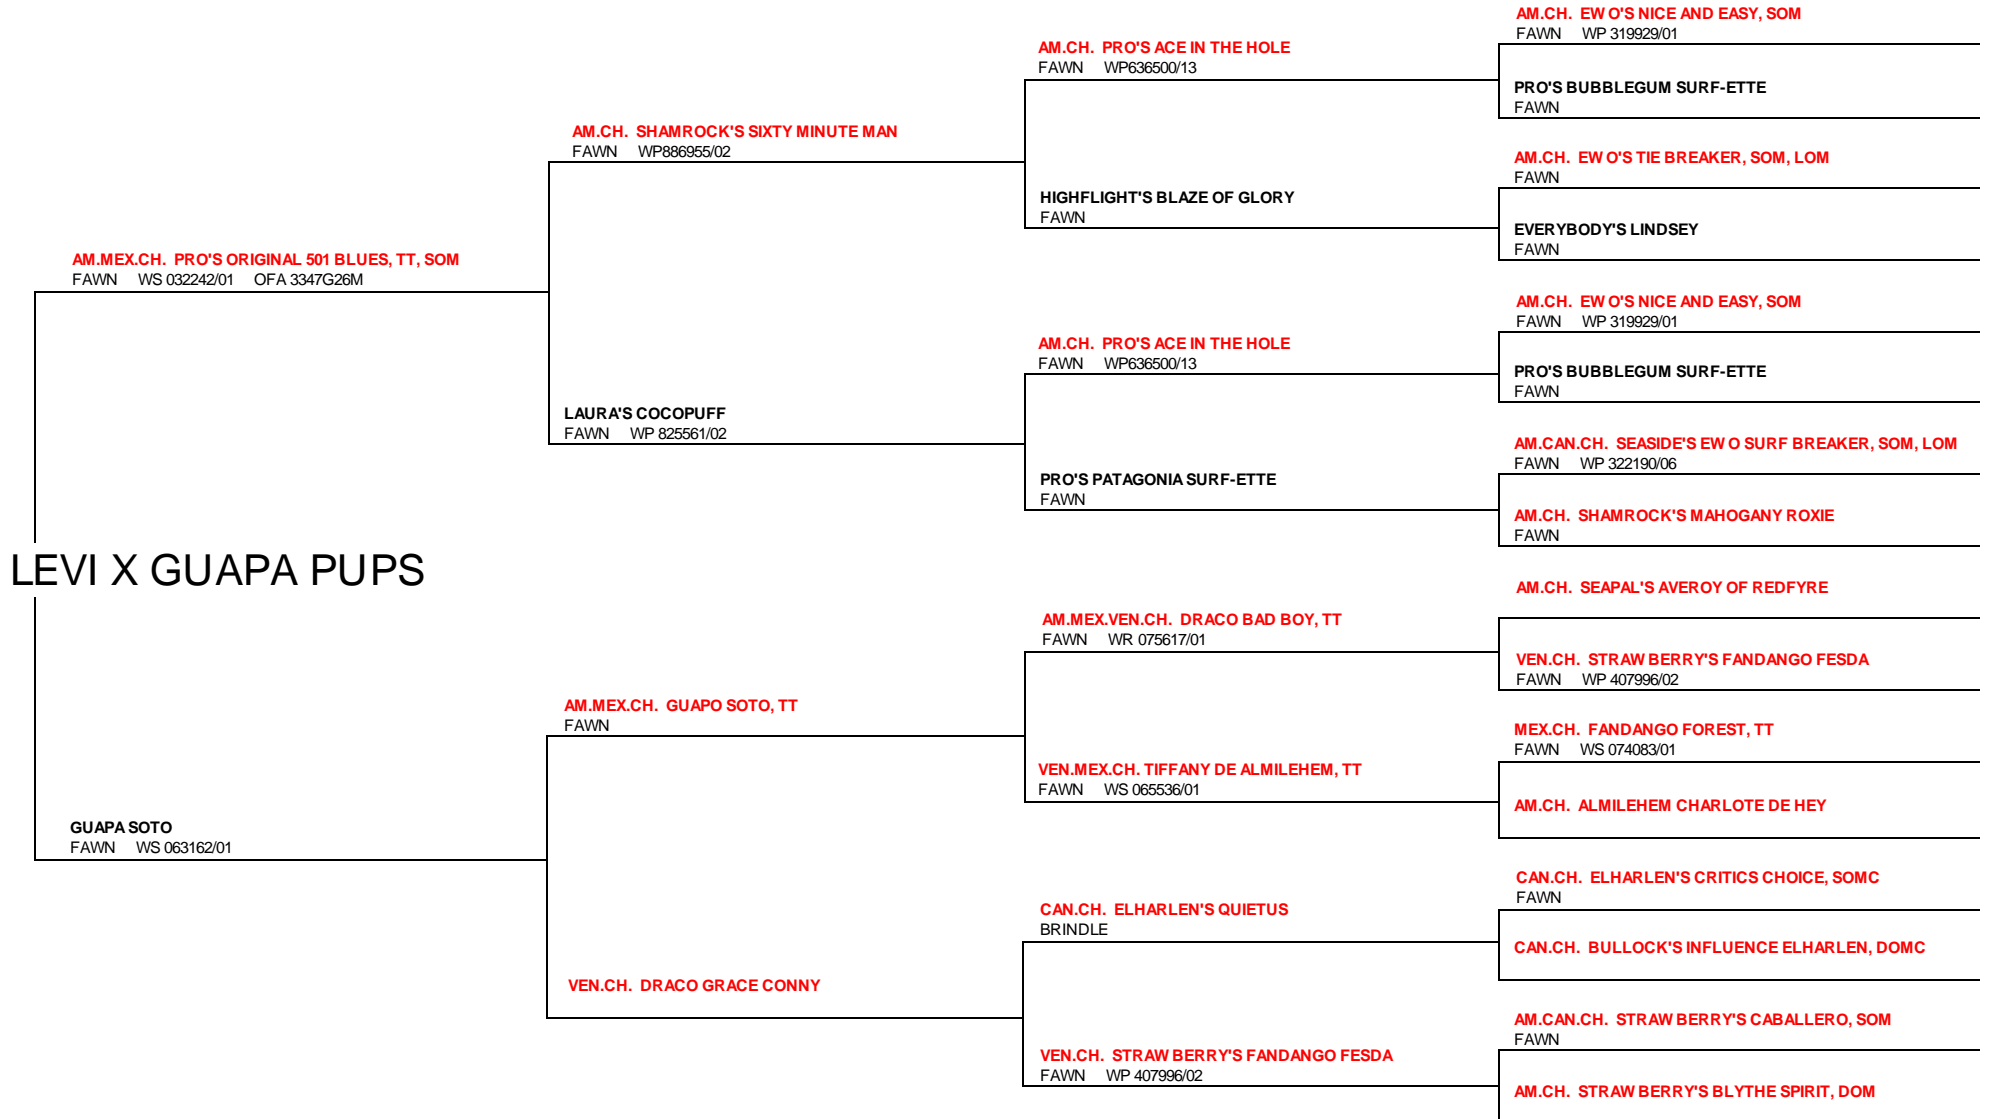 AM.CH. EW O'S NICE AND EASY, SOM
FAWN WP 319929/01
AM.CH. PRO'S ACE IN THE HOLE
FAWN WP636500/13
PRO'S BUBBLEGUM SURF-ETTE
FAWN
AM.CH. SHAMROCK'S SIXTY MINUTE MAN
FAWN WP886955/02
AM.CH. EW O'S TIE BREAKER, SOM, LOM
FAWN
HIGHFLIGHT'S BLAZE OF GLORY
FAWN
EVERYBODY'S LINDSEY
FAWN
AM.MEX.CH. PRO'S ORIGINAL 501 BLUES, TT, SOM
FAWN WS 032242/01 OFA 3347G26M
AM.CH. EW O'S NICE AND EASY, SOM
FAWN WP 319929/01
AM.CH. PRO'S ACE IN THE HOLE
FAWN WP636500/13
PRO'S BUBBLEGUM SURF-ETTE
FAWN
LAURA'S COCOPUFF
FAWN WP 825561/02
AM.CAN.CH. SEASIDE'S EW O SURF BREAKER, SOM, LOM
FAWN WP 322190/06
PRO'S PATAGONIA SURF-ETTE
FAWN
AM.CH. SHAMROCK'S MAHOGANY ROXIE
FAWN
LEVI X GUAPA PUPS
AM.CH. SEAPAL'S AVEROY OF REDFYRE
AM.MEX.VEN.CH. DRACO BAD BOY, TT
FAWN WR 075617/01
VEN.CH. STRAW BERRY'S FANDANGO FESDA
FAWN WP 407996/02
AM.MEX.CH. GUAPO SOTO, TT
FAWN
MEX.CH. FANDANGO FOREST, TT
FAWN WS 074083/01
VEN.MEX.CH. TIFFANY DE ALMILEHEM, TT
FAWN WS 065536/01
AM.CH. ALMILEHEM CHARLOTE DE HEY
GUAPA SOTO
FAWN WS 063162/01
CAN.CH. ELHARLEN'S CRITICS CHOICE, SOMC
FAWN
CAN.CH. ELHARLEN'S QUIETUS
BRINDLE
CAN.CH. BULLOCK'S INFLUENCE ELHARLEN, DOMC
VEN.CH. DRACO GRACE CONNY
AM.CAN.CH. STRAW BERRY'S CABALLERO, SOM
FAWN
VEN.CH. STRAW BERRY'S FANDANGO FESDA
FAWN WP 407996/02
AM.CH. STRAW BERRY'S BLYTHE SPIRIT, DOM